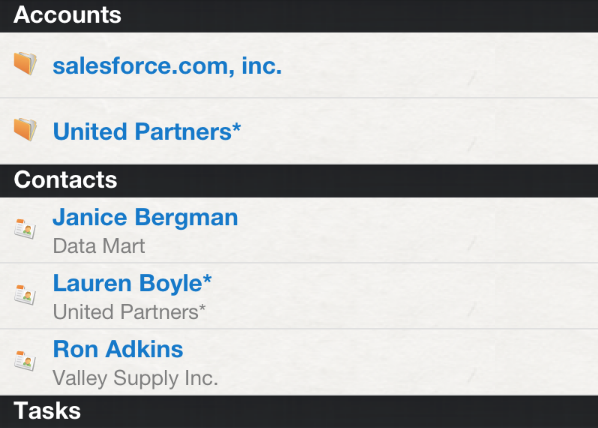 Accounts
salesforce.com, inc.
United Partners*
Contacts
Janice Bergman
Data Mart
Lauren Boyle*
United Partners*
Ron Adkins
Valley Supply Inc.
Tasks